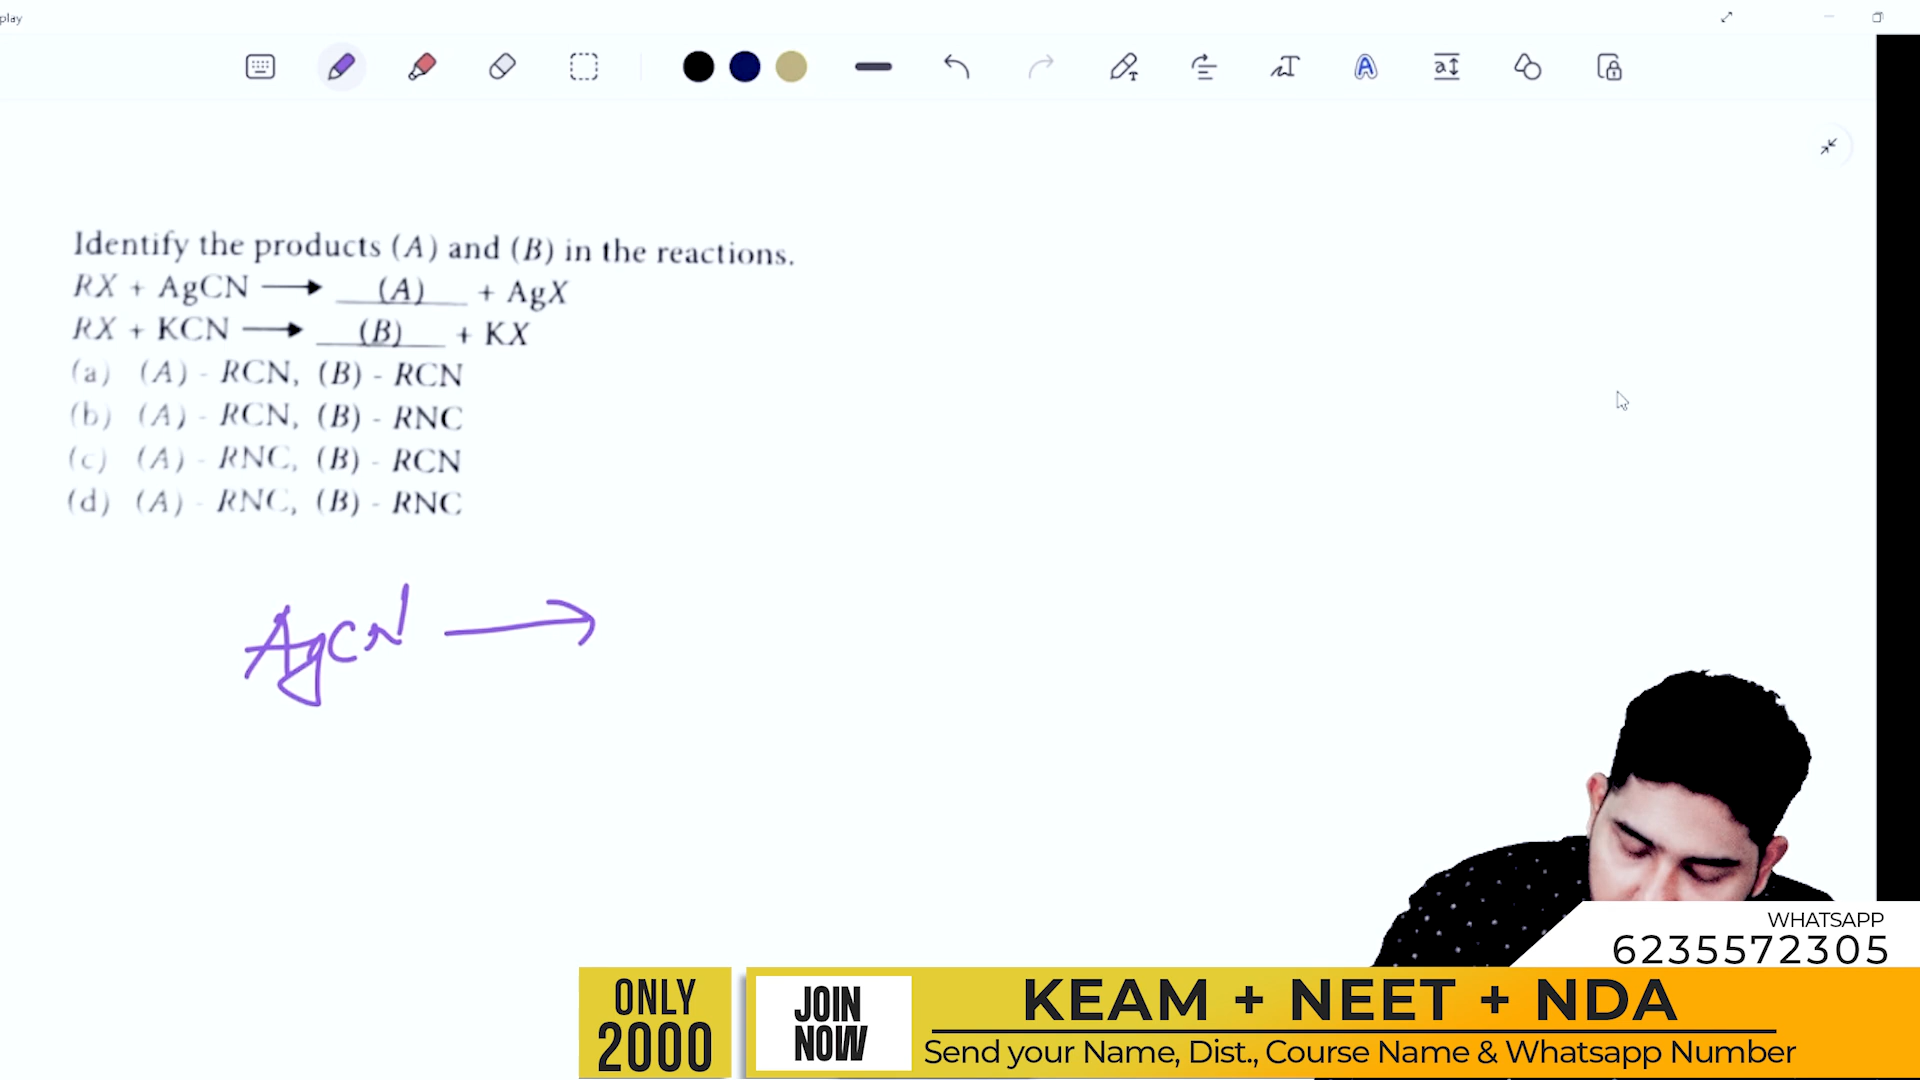 play
Identify the products (A) and (B) in the reactions.
RX + AgCN ⟶ (A) + AgX
RX + KCN ⟶ (B) + KX
(a) (A) - RCN, (B) - RCN
(b) (A) - RCN, (B) - RNC
(c) (A) - RNC, (B) - RCN
(d) (A) - RNC, (B) - RNC
AgCN ⟶
WHATSAPP
6235572305
ONLY
2000
JOIN
NOW
KEAM + NEET + NDA
Send your Name, Dist., Course Name & Whatsapp Number